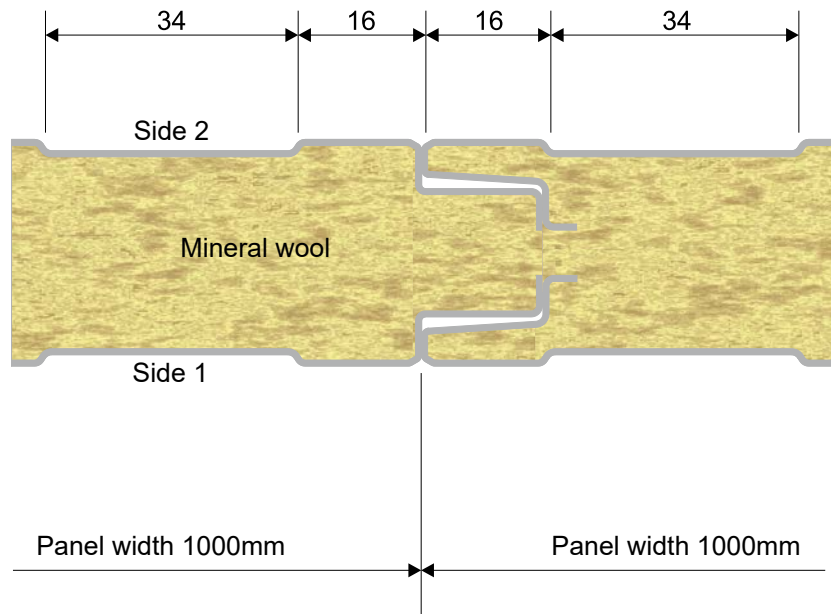 34 16 16 34
Side 2
Mineral wool
Side 1
Panel width 1000mm
Panel width 1000mm